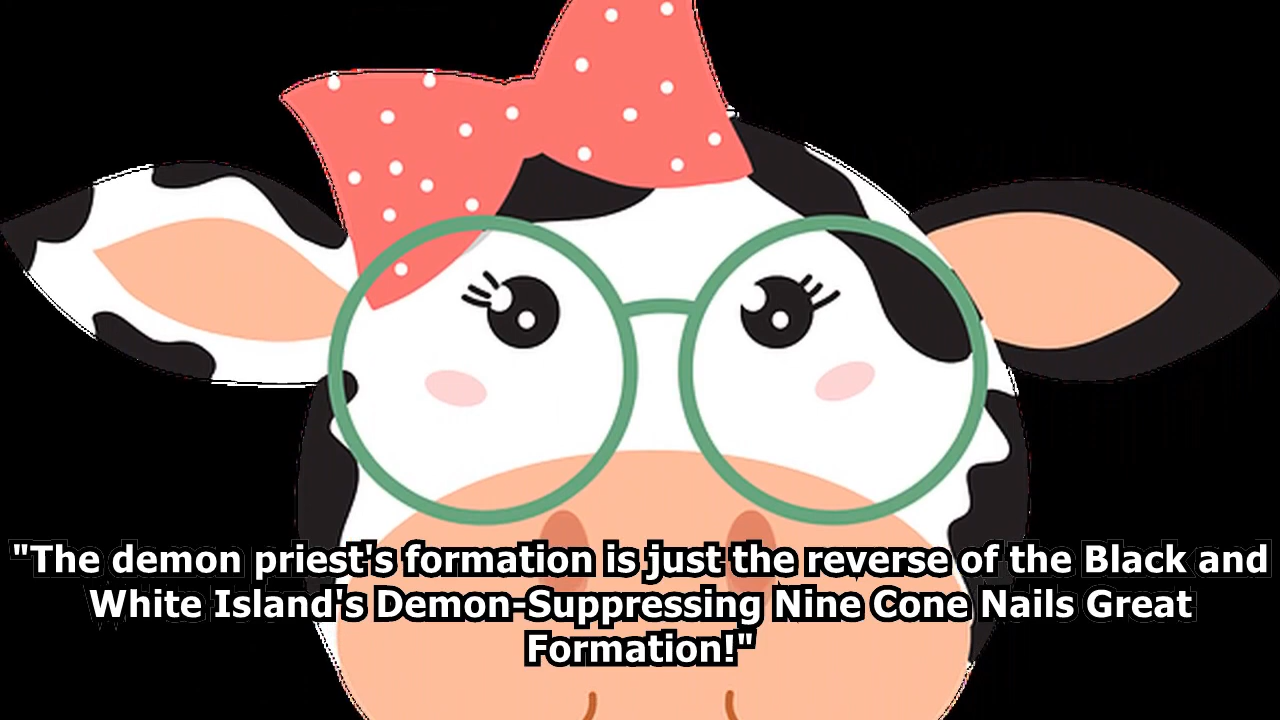 "The demon priest's formation is just the reverse of the Black and
White Island's Demon-Suppressing Nine Cone Nails Great
Formation!"